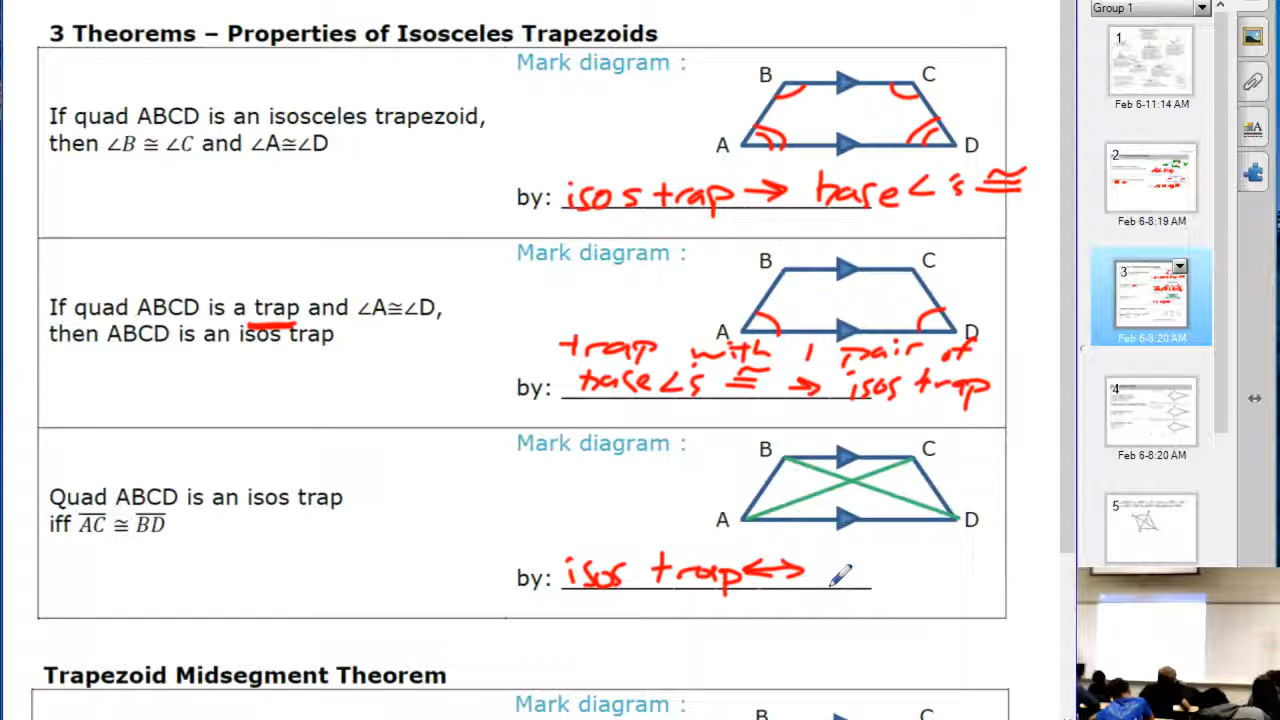 3 Theorems – Properties of Isosceles Trapezoids
If quad ABCD is an isosceles trapezoid,
then ∠B ≅ ∠C and ∠A≅∠D
Mark diagram :
B C
A D
by: isos trap → base ∠'s ≅
If quad ABCD is a trap and ∠A≅∠D,
then ABCD is an isos trap
Mark diagram :
B C
A D
trap with 1 pair of
by: base ∠'s ≅ → isos trap
Quad ABCD is an isos trap
iff A͞C ≅ B͞D
Mark diagram :
B C
A D
by: isos trap ↔
Trapezoid Midsegment Theorem
Mark diagram :
B C
Group 1
1
Feb 6-11:14 AM
2
Feb 6-8:19 AM
3
Feb 6-8:20 AM
4
Feb 6-8:20 AM
5